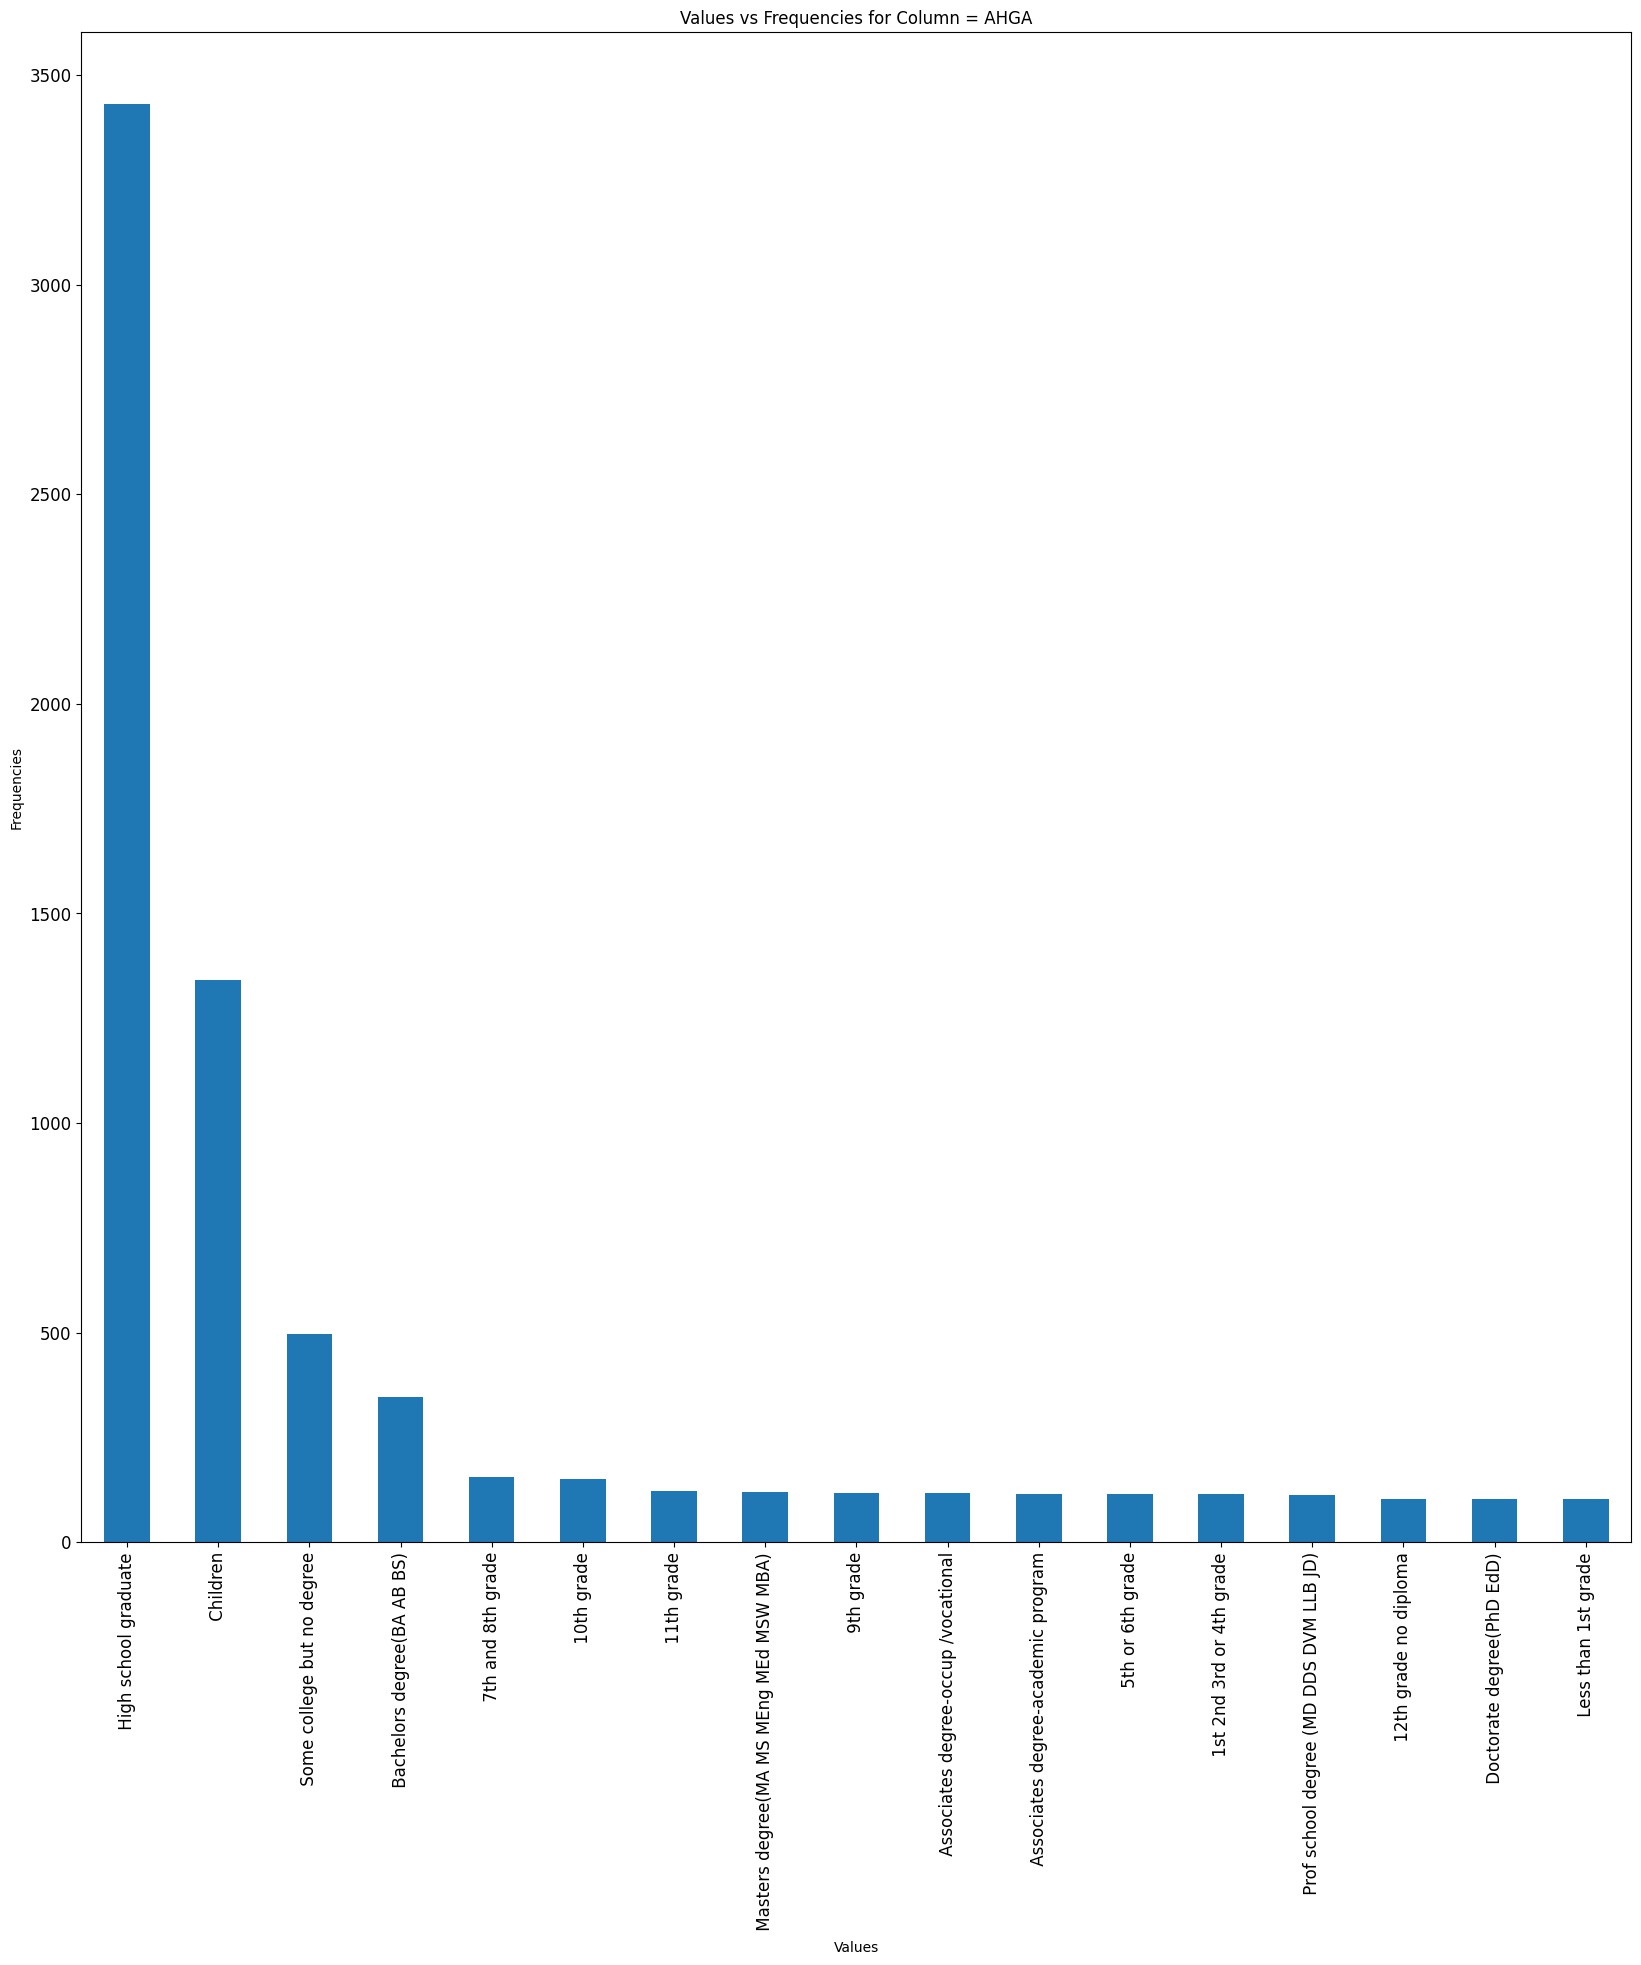 Values vs Frequencies for Column = AHGA
3500
3000
2500
2000
1500
1000
500
0
Frequencies
High school graduate
Children
Some college but no degree
Bachelors degree(BA AB BS)
7th and 8th grade
10th grade
11th grade
Masters degree(MA MS MEng MEd MSW MBA)
9th grade
Associates degree-occup /vocational
Associates degree-academic program
5th or 6th grade
1st 2nd 3rd or 4th grade
Prof school degree (MD DDS DVM LLB JD)
12th grade no diploma
Doctorate degree(PhD EdD)
Less than 1st grade
Values